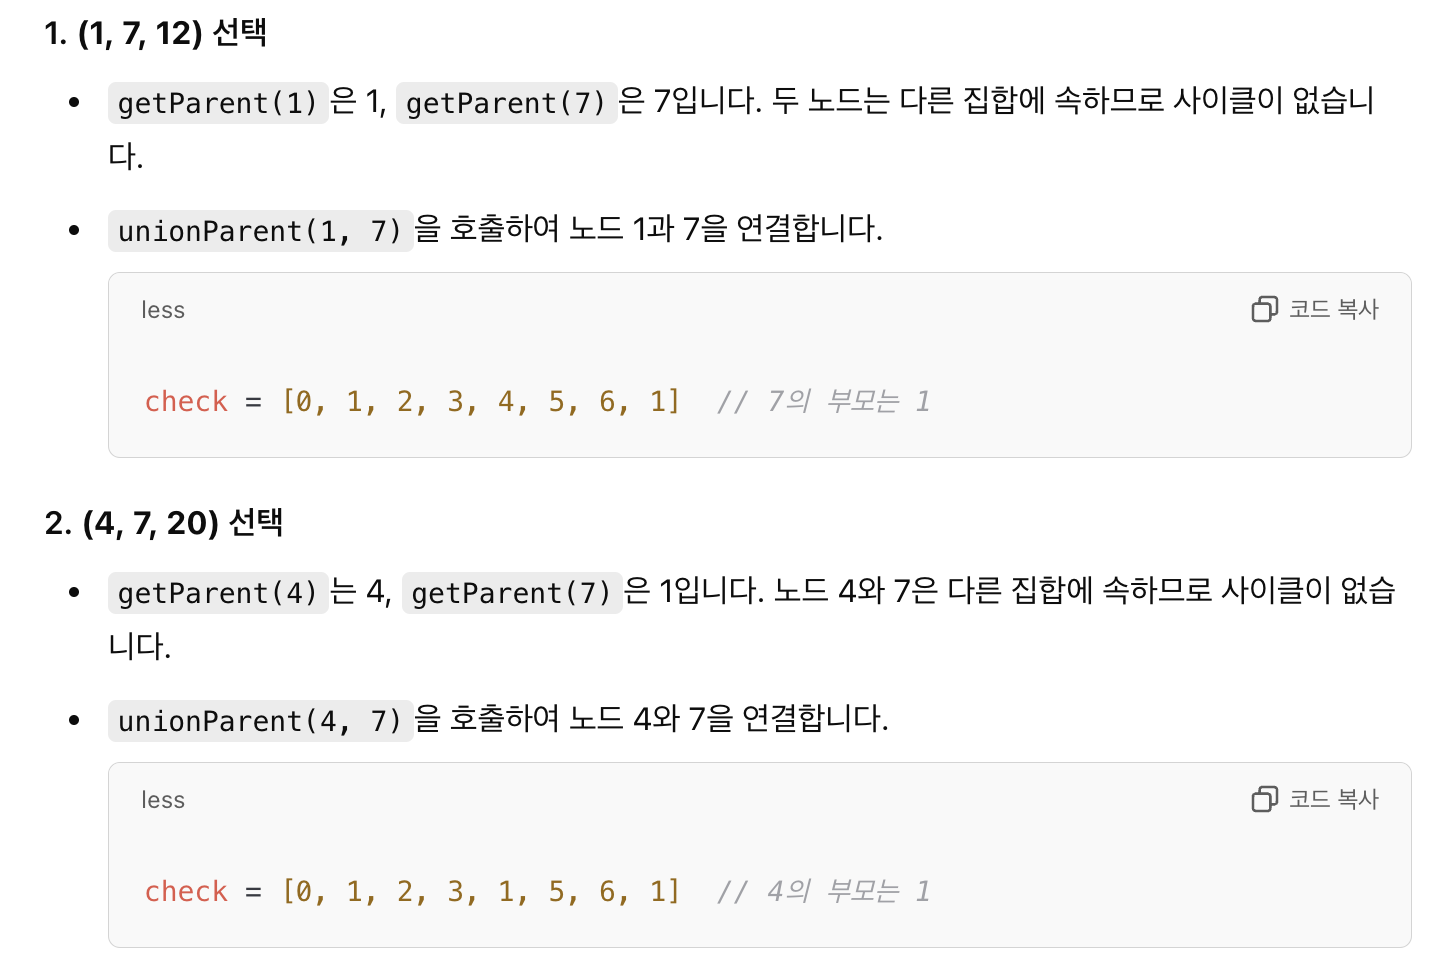 1. (1, 7, 12) 선택
• getParent(1)은 1, getParent(7)은 7입니다. 두 노드는 다른 집합에 속하므로 사이클이 없습니
다.
• unionParent(1, 7)을 호출하여 노드 1과 7을 연결합니다.
less 코드 복사
check = [0, 1, 2, 3, 4, 5, 6, 1]  // 7의 부모는 1
2. (4, 7, 20) 선택
• getParent(4)는 4, getParent(7)은 1입니다. 노드 4와 7은 다른 집합에 속하므로 사이클이 없습
니다.
• unionParent(4, 7)을 호출하여 노드 4와 7을 연결합니다.
less 코드 복사
check = [0, 1, 2, 3, 1, 5, 6, 1]  // 4의 부모는 1